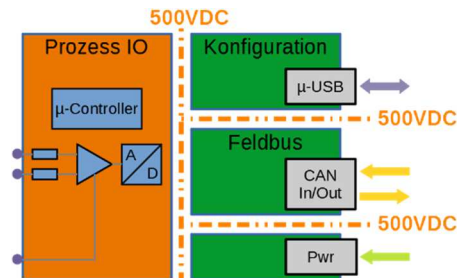 500VDC
Prozess IO
Konfiguration
µ-Controller
µ-USB
500VDC
Feldbus
A
D
CAN
In/Out
500VDC
Pwr